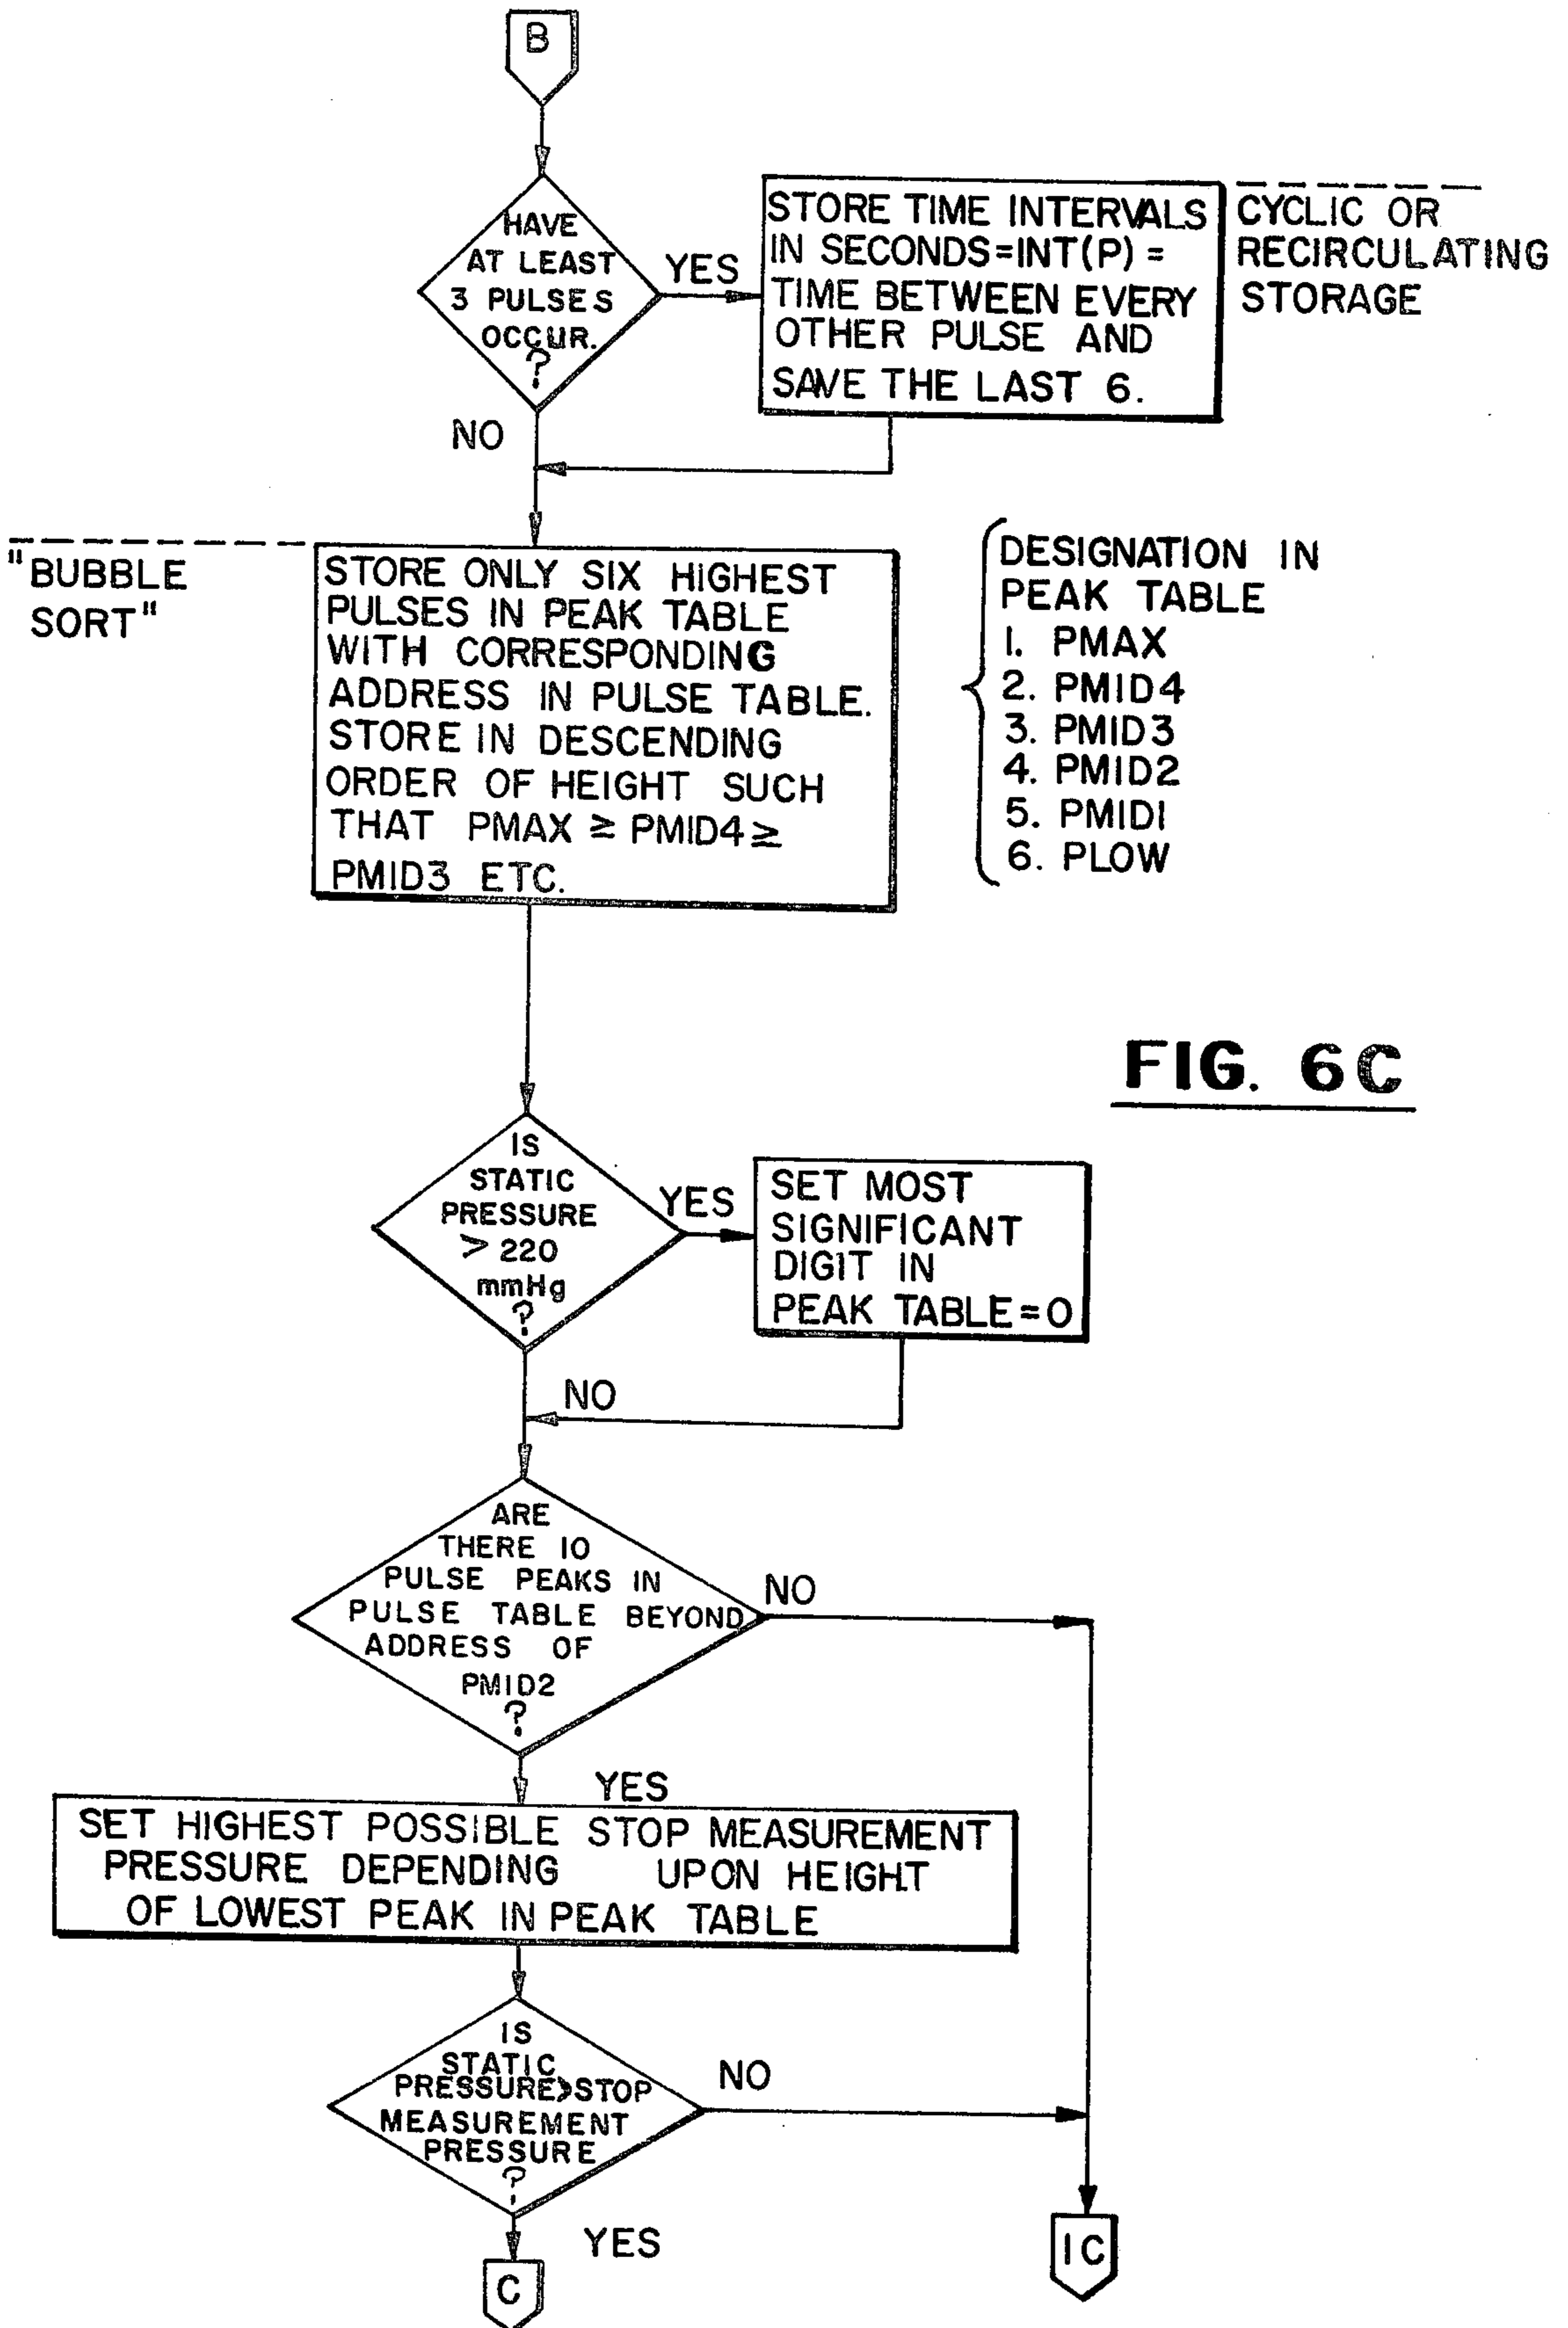 B
HAVE
AT LEAST
3 PULSES
OCCUR.
?
YES
STORE TIME INTERVALS
IN SECONDS=INT(P) =
TIME BETWEEN EVERY
OTHER PULSE AND
SAVE THE LAST 6.
CYCLIC OR
RECIRCULATING
STORAGE
NO
"BUBBLE
SORT"
STORE ONLY SIX HIGHEST
PULSES IN PEAK TABLE
WITH CORRESPONDING
ADDRESS IN PULSE TABLE.
STORE IN DESCENDING
ORDER OF HEIGHT SUCH
THAT PMAX ≥ PMID4 ≥
PMID3 ETC.
DESIGNATION IN
PEAK TABLE
1. PMAX
2. PMID4
3. PMID3
4. PMID2
5. PMID1
6. PLOW
FIG. 6C
IS
STATIC
PRESSURE
> 220
mmHg
?
YES
SET MOST
SIGNIFICANT
DIGIT IN
PEAK TABLE=0
NO
ARE
THERE 10
PULSE PEAKS IN
PULSE TABLE BEYOND
ADDRESS OF
PMID2
?
NO
YES
SET HIGHEST POSSIBLE STOP MEASUREMENT
PRESSURE DEPENDING UPON HEIGHT
OF LOWEST PEAK IN PEAK TABLE
IS
STATIC
PRESSURE>STOP
MEASUREMENT
PRESSURE
?
NO
YES
C
1C